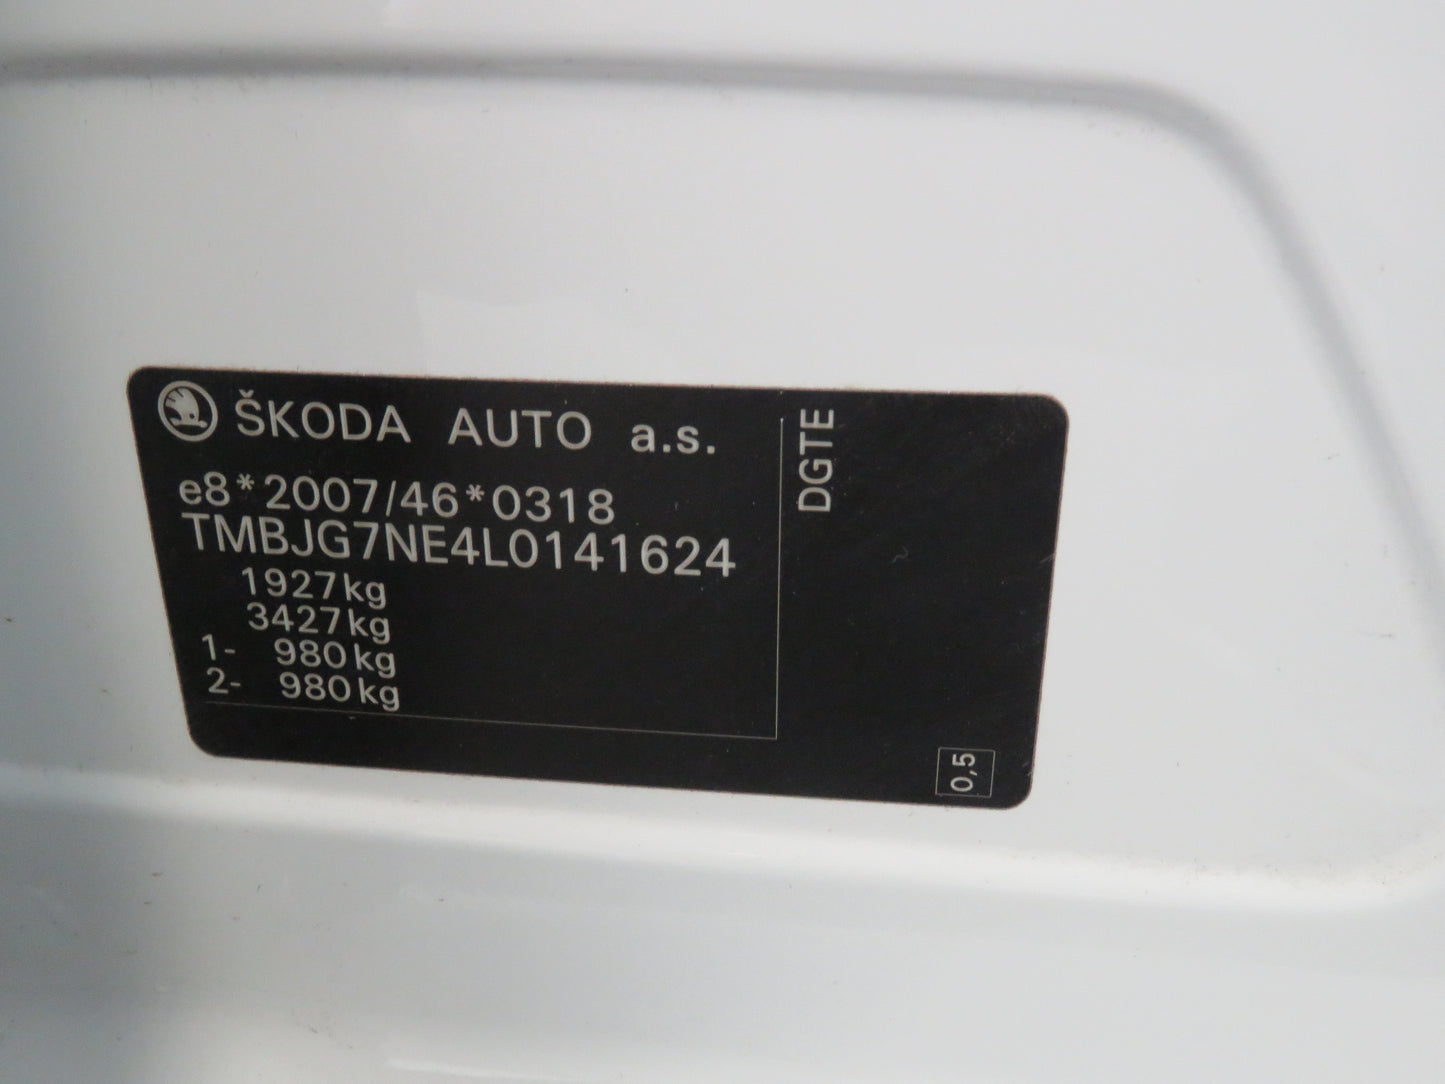 ŠKODA AUTO a.s.
e8*2007/46*0318
TMBJG7NE4L0141624
1927kg
3427kg
1- 980kg
2- 980kg
DGTE
0,5